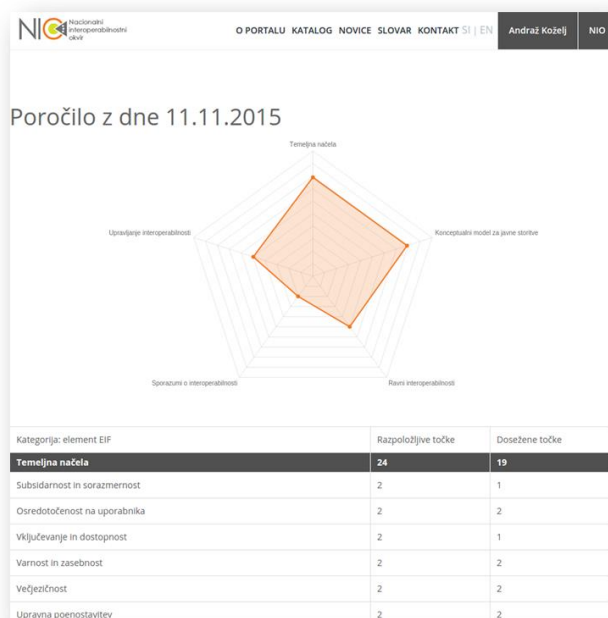 NIO Nacionalni
interoperabilnostni
okvir
O PORTALU KATALOG NOVICE SLOVAR KONTAKT SI | EN Andraž Koželj NIO
Poročilo z dne 11.11.2015
Temeljna načela
Upravljanje interoperabilnosti
Konceptualni model za javne storitve
Sporazumi o interoperabilnosti
Ravni interoperabilnosti
Kategorija: element EIF Razpoložljive točke Dosežene točke
Temeljna načela 24 19
Subsidarnost in sorazmernost 2 1
Osredotočenost na uporabnika 2 2
Vključevanje in dostopnost 2 1
Varnost in zasebnost 2 2
Večjezičnost 2 2
Upravna poenostavitev 2 2